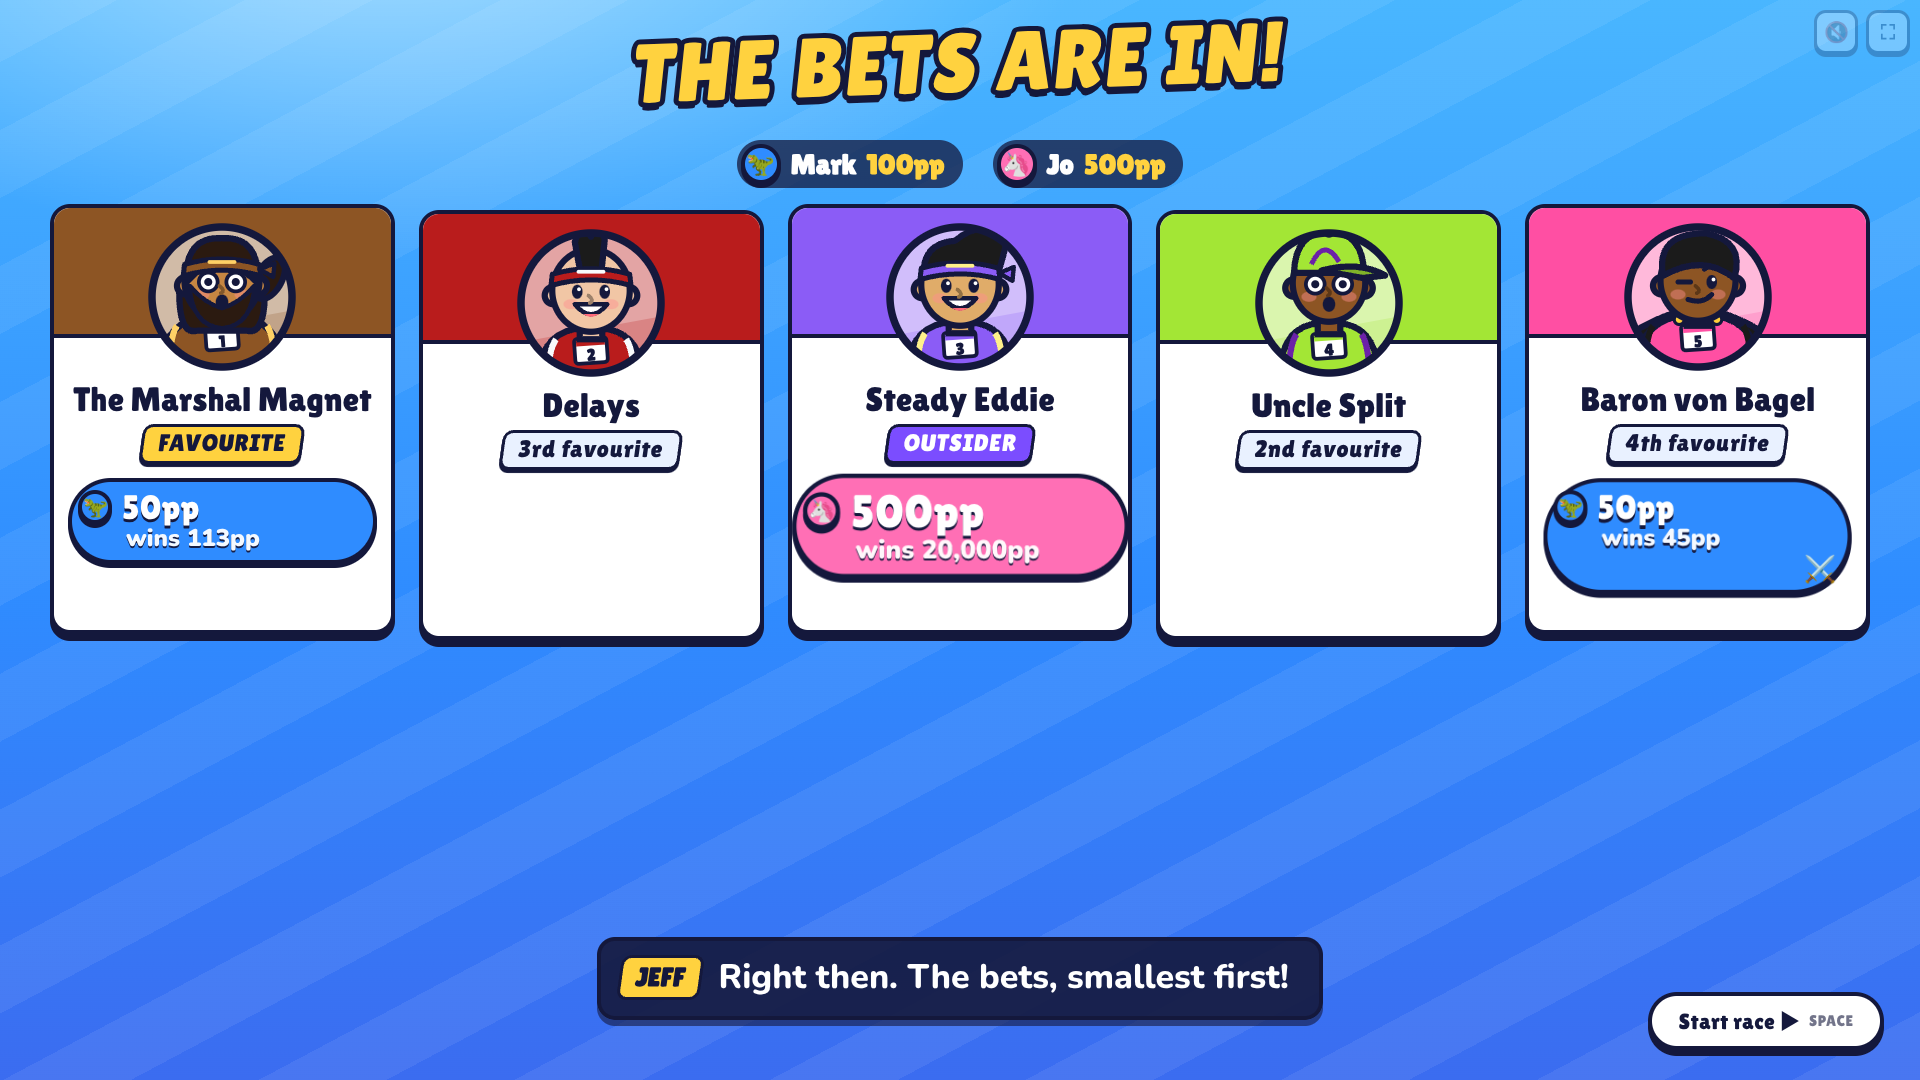 THE BETS ARE IN!
Mark 100pp
Jo 500pp
1
The Marshal Magnet
FAVOURITE
50pp
wins 113pp
2
Delays
3rd favourite
3
Steady Eddie
OUTSIDER
500pp
wins 20,000pp
4
Uncle Split
2nd favourite
5
Baron von Bagel
4th favourite
50pp
wins 45pp
JEFF Right then. The bets, smallest first!
Start race ▶ SPACE